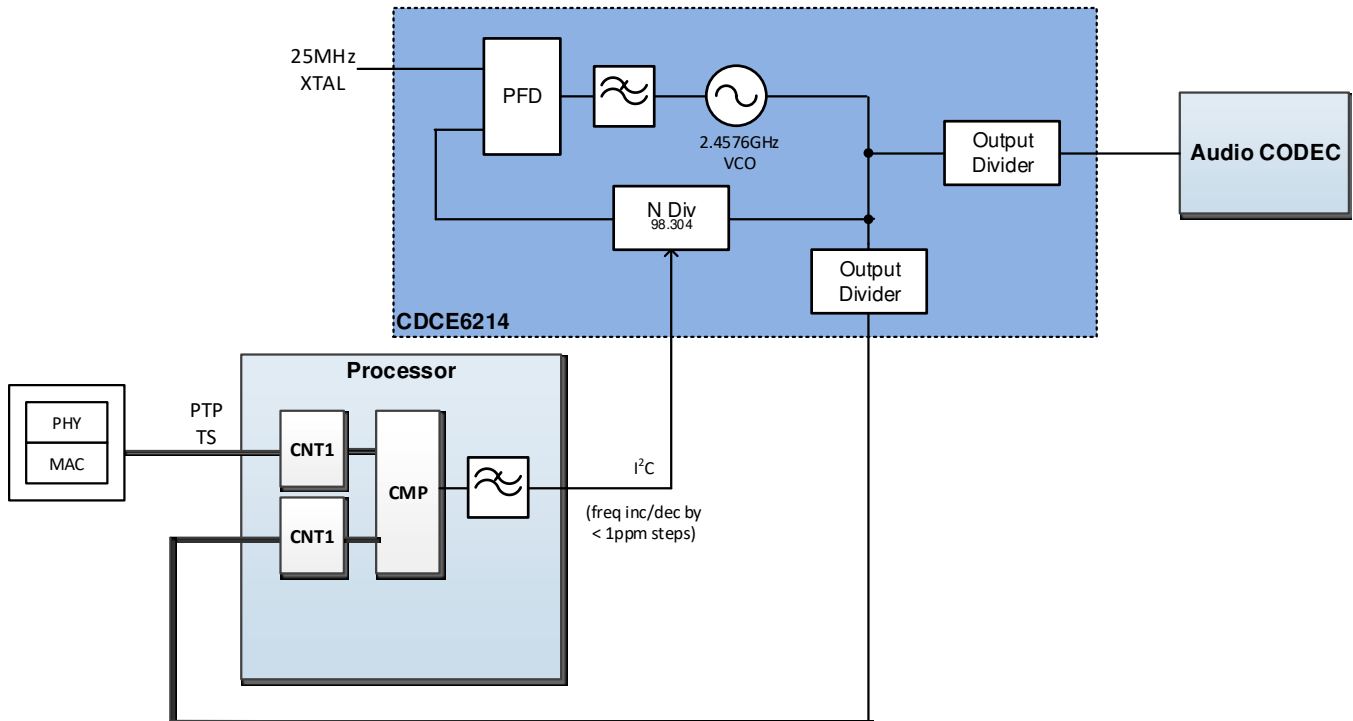 25MHz
XTAL
PFD
2.4576GHz
VCO
N Div
98.304
Output
Divider
Output
Divider
Audio CODEC
CDCE6214
Processor
PHY
MAC
PTP
TS
CNT1
CNT1
CMP
I²C
(freq inc/dec by
< 1ppm steps)